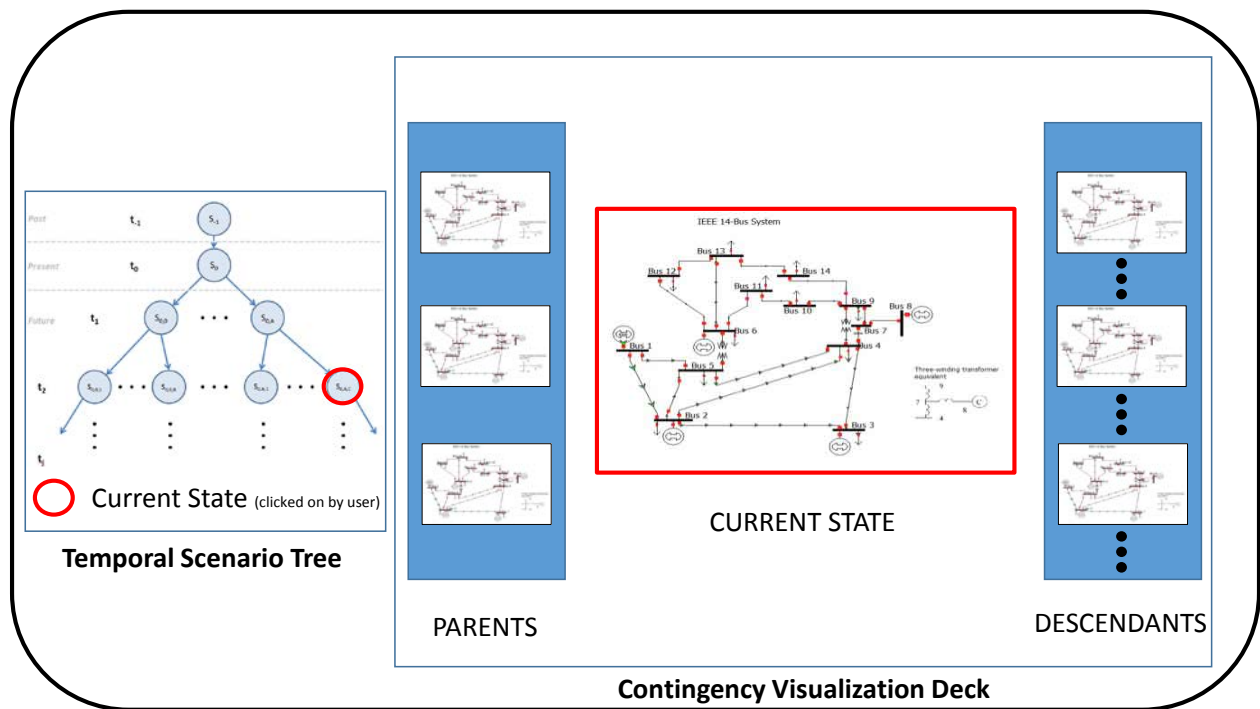 Past
t-1
S-1
Present
t0
S0
Future
t1
S0,0
S0,A
t2
tj
Current State (clicked on by user)
Temporal Scenario Tree
PARENTS
IEEE 14-Bus System
Bus 13
Bus 12
Bus 14
Bus 11
Bus 9
Bus 8
Bus 10
Bus 7
Bus 6
Bus 1
Bus 4
Bus 5
Three-winding transformer
equivalent
9
7
8
C
4
Bus 2
Bus 3
CURRENT STATE
DESCENDANTS
Contingency Visualization Deck